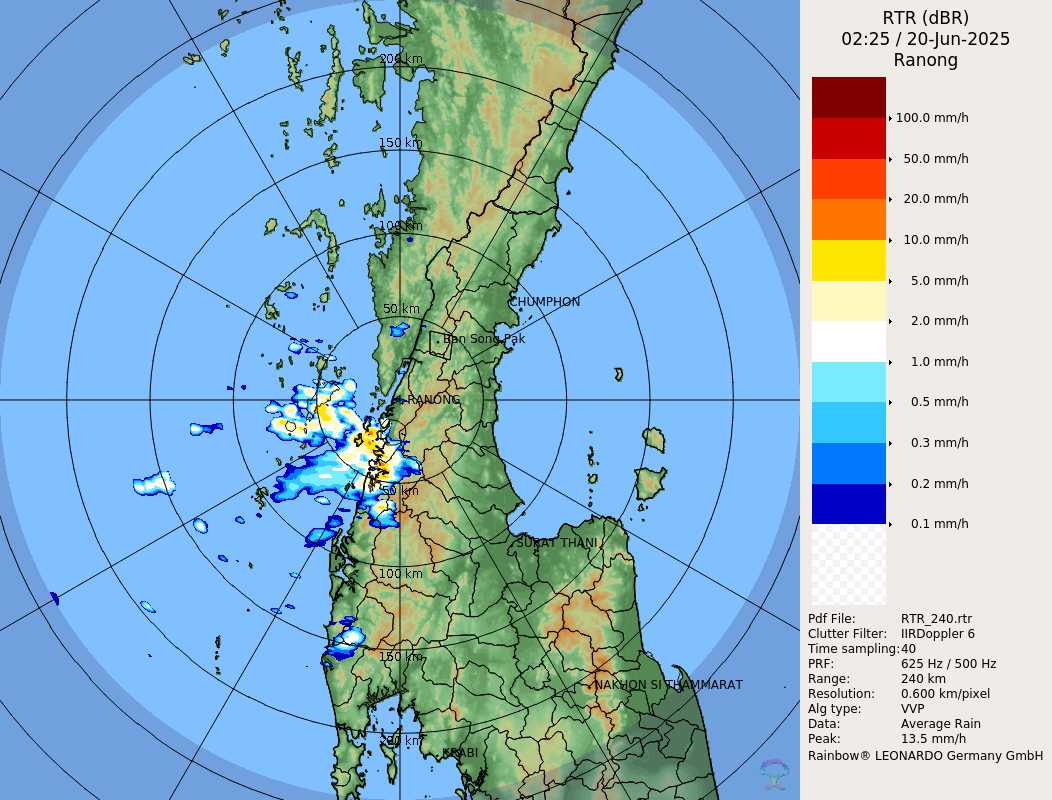 RTR (dBR)
02:25 / 20-Jun-2025
Ranong
100.0 mm/h
50.0 mm/h
20.0 mm/h
10.0 mm/h
5.0 mm/h
2.0 mm/h
1.0 mm/h
0.5 mm/h
0.3 mm/h
0.2 mm/h
0.1 mm/h
Pdf File: RTR_240.rtr
Clutter Filter: IIRDoppler 6
Time sampling:40
PRF: 625 Hz / 500 Hz
Range: 240 km
Resolution: 0.600 km/pixel
Alg type: VVP
Data: Average Rain
Peak: 13.5 mm/h
Rainbow® LEONARDO Germany GmbH
200 km
150 km
100 km
CHUMPHON
50 km
Ban Song Pak
RANONG
50 km
SURAT THANI
100 km
150 km
NAKHON SI THAMMARAT
200 km
KRABI